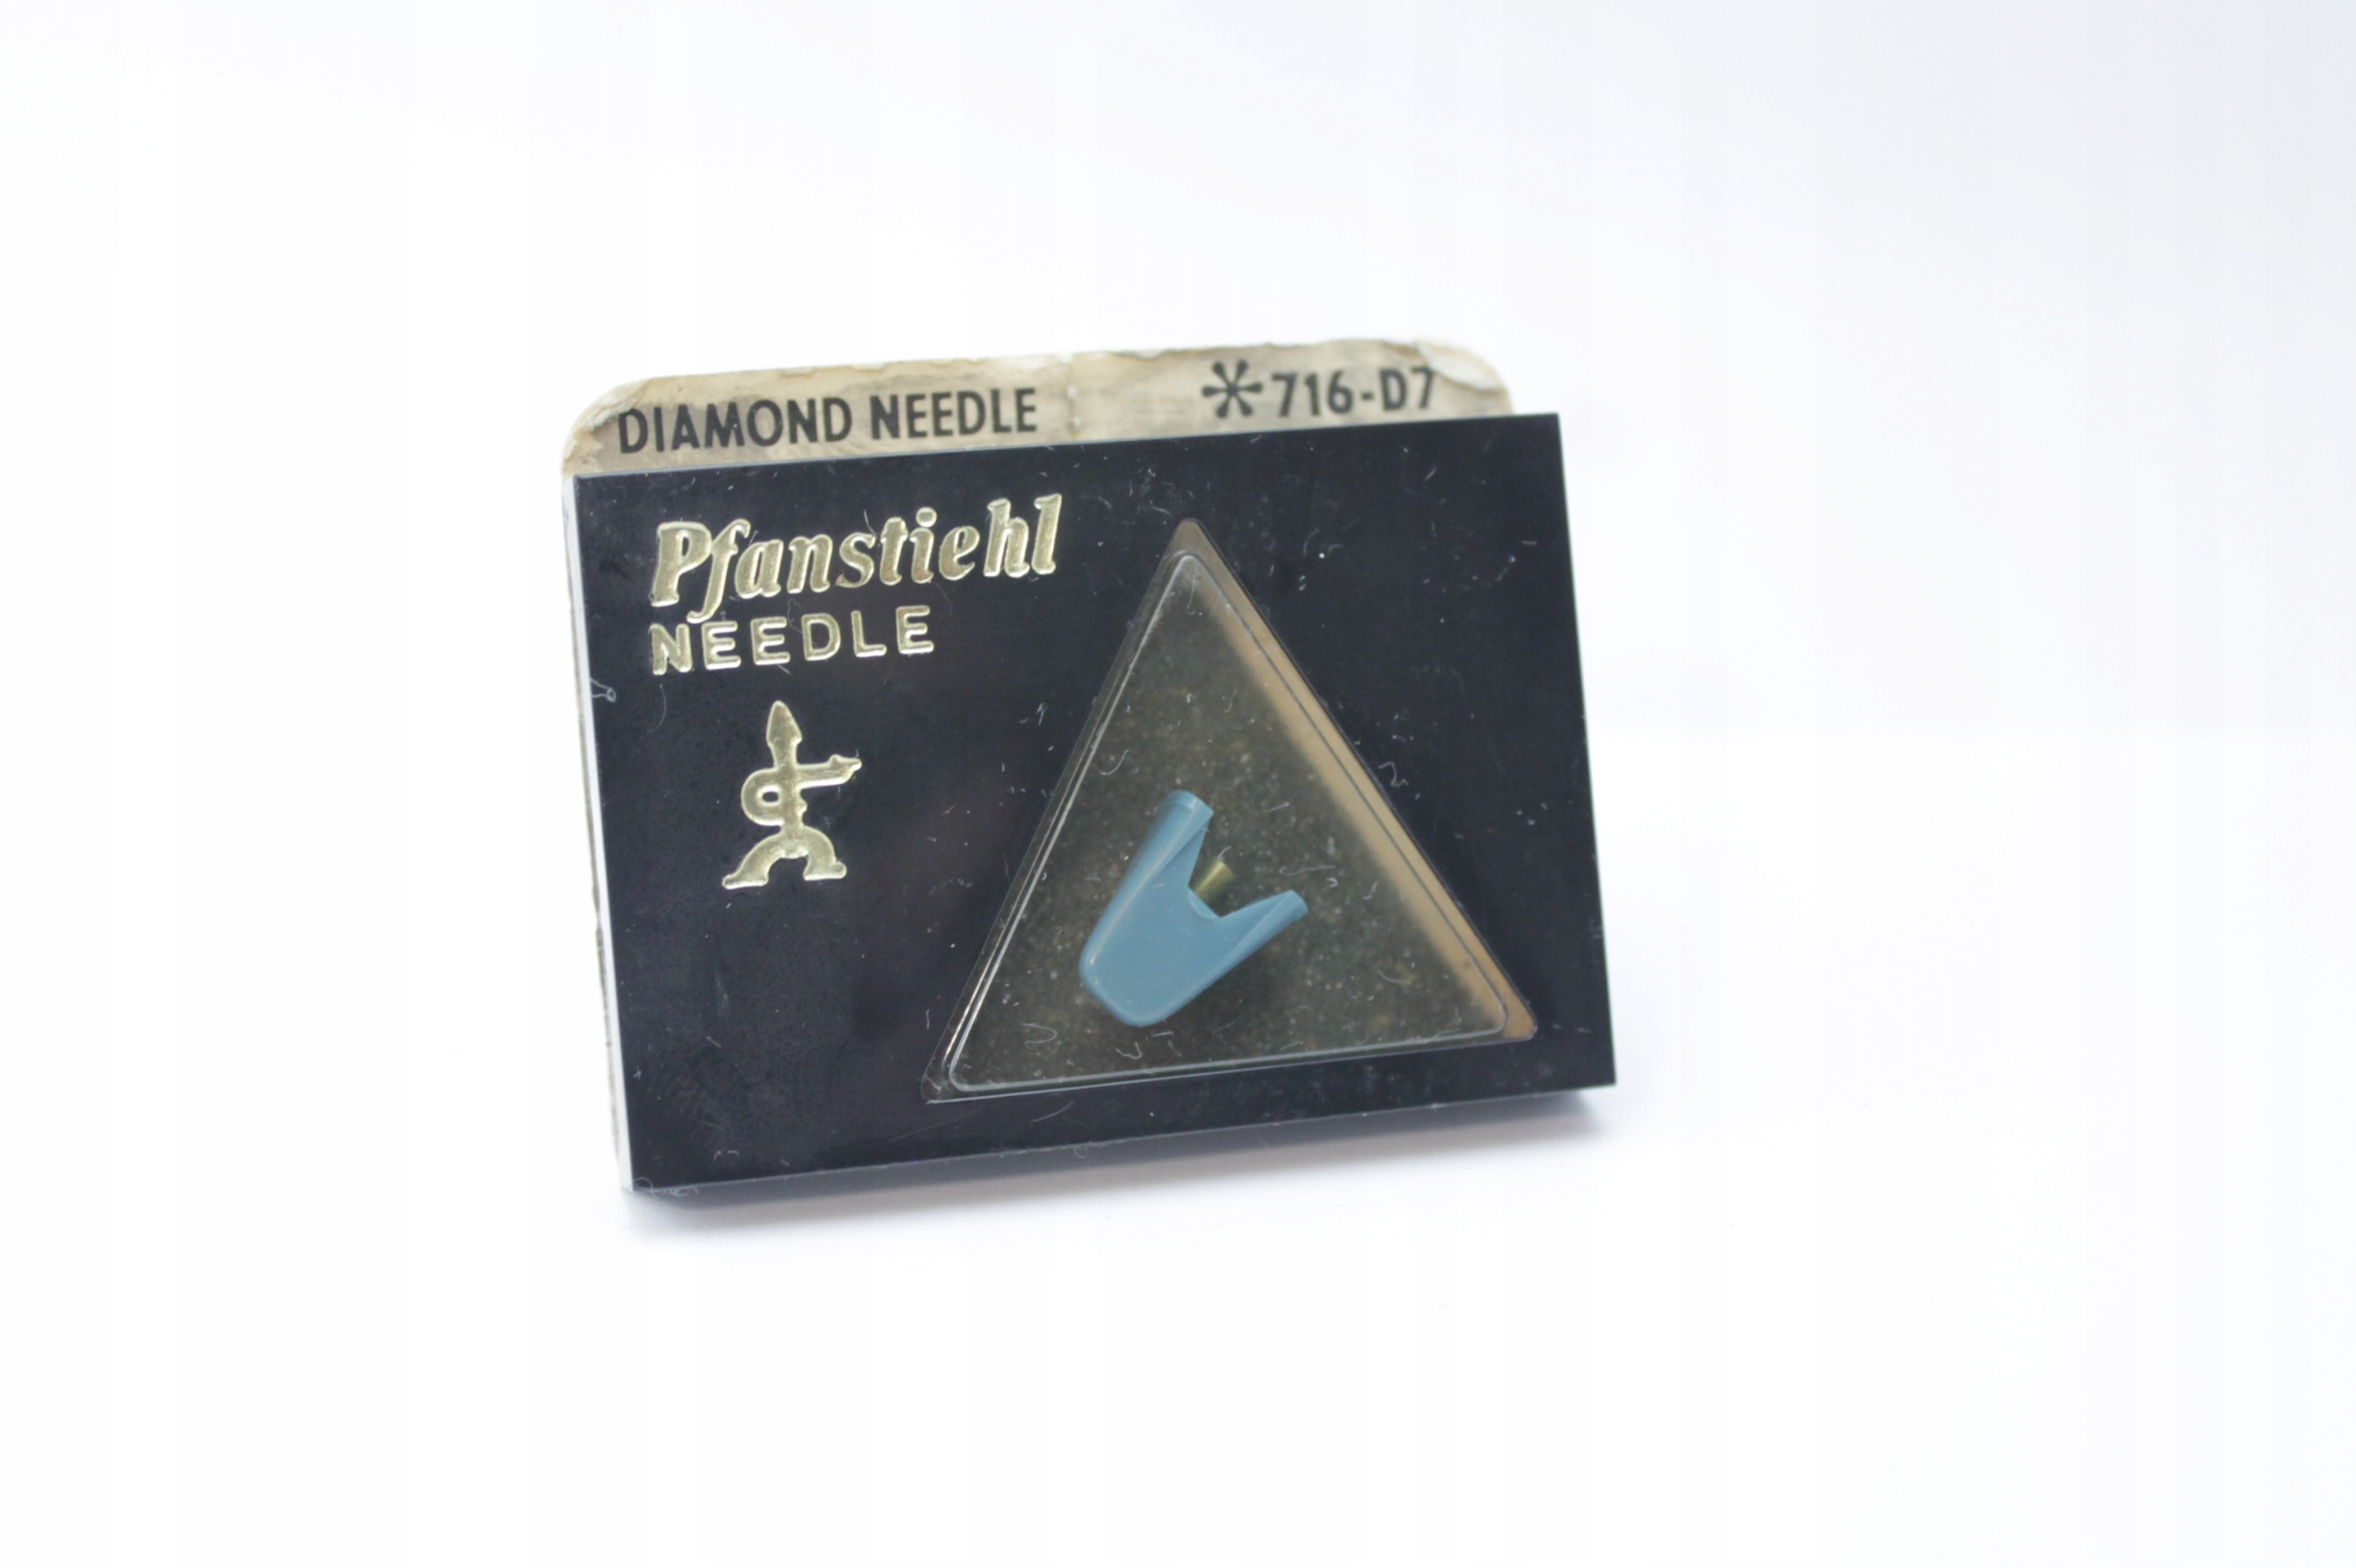 DIAMOND NEEDLE *716-D7
Pfanstiehl
NEEDLE